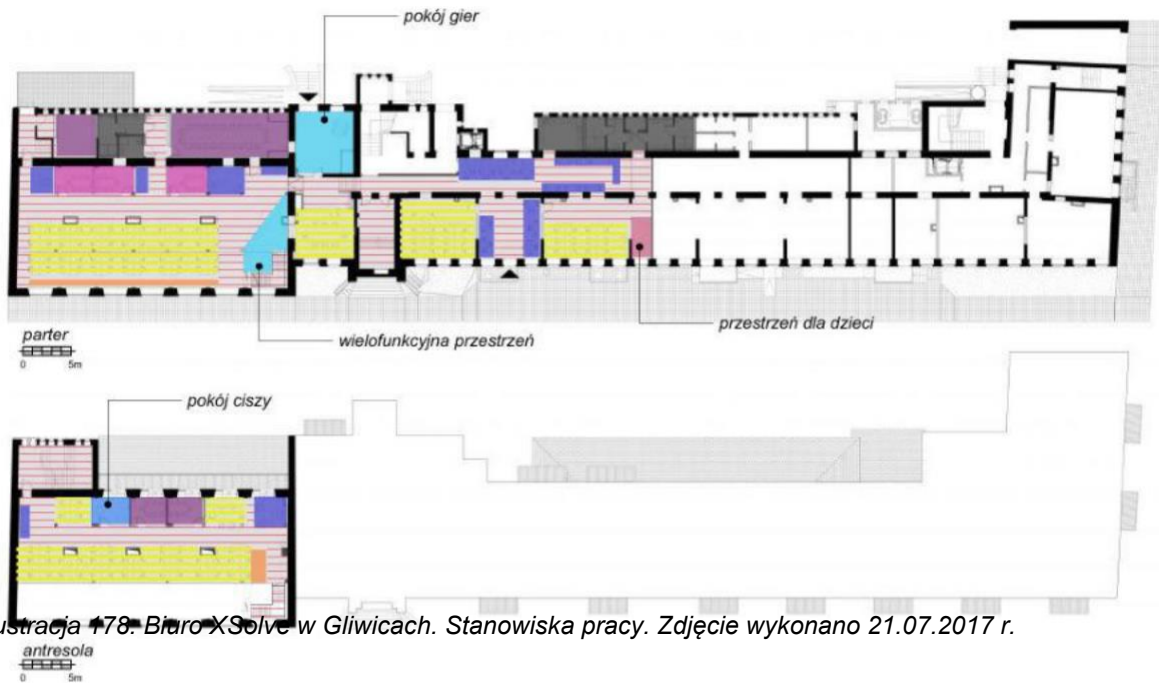 pokój gier
przestrzeń dla dzieci
wielofunkcyjna przestrzeń
parter
0 5m
pokój ciszy
ustracja 178: Biuro XSolve w Gliwicach. Stanowiska pracy. Zdjęcie wykonano 21.07.2017 r.
antresola
0 5m